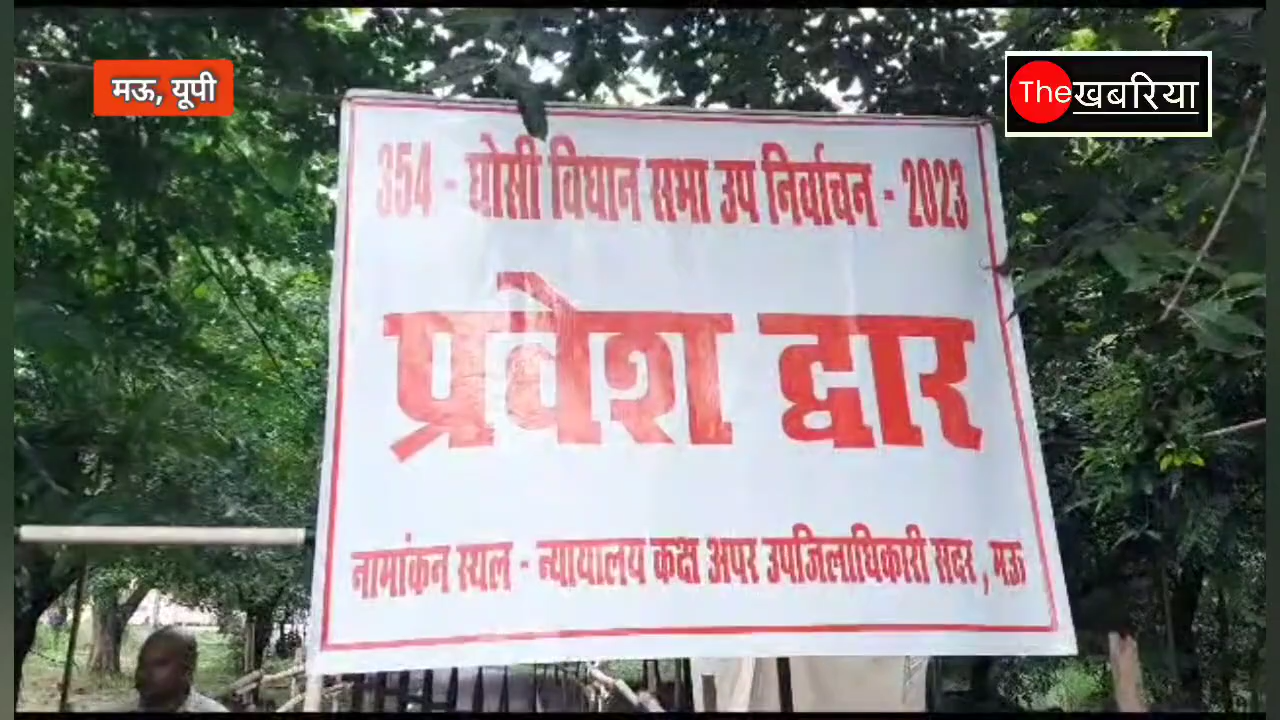 मऊ, यूपी
Theखबरिया
354 - घोसी विधान सभा उप निर्वाचन - 2023
प्रवेश द्वार
नामांकन स्थल - न्यायालय कक्ष अपर उपजिलाधिकारी सदर , मऊ